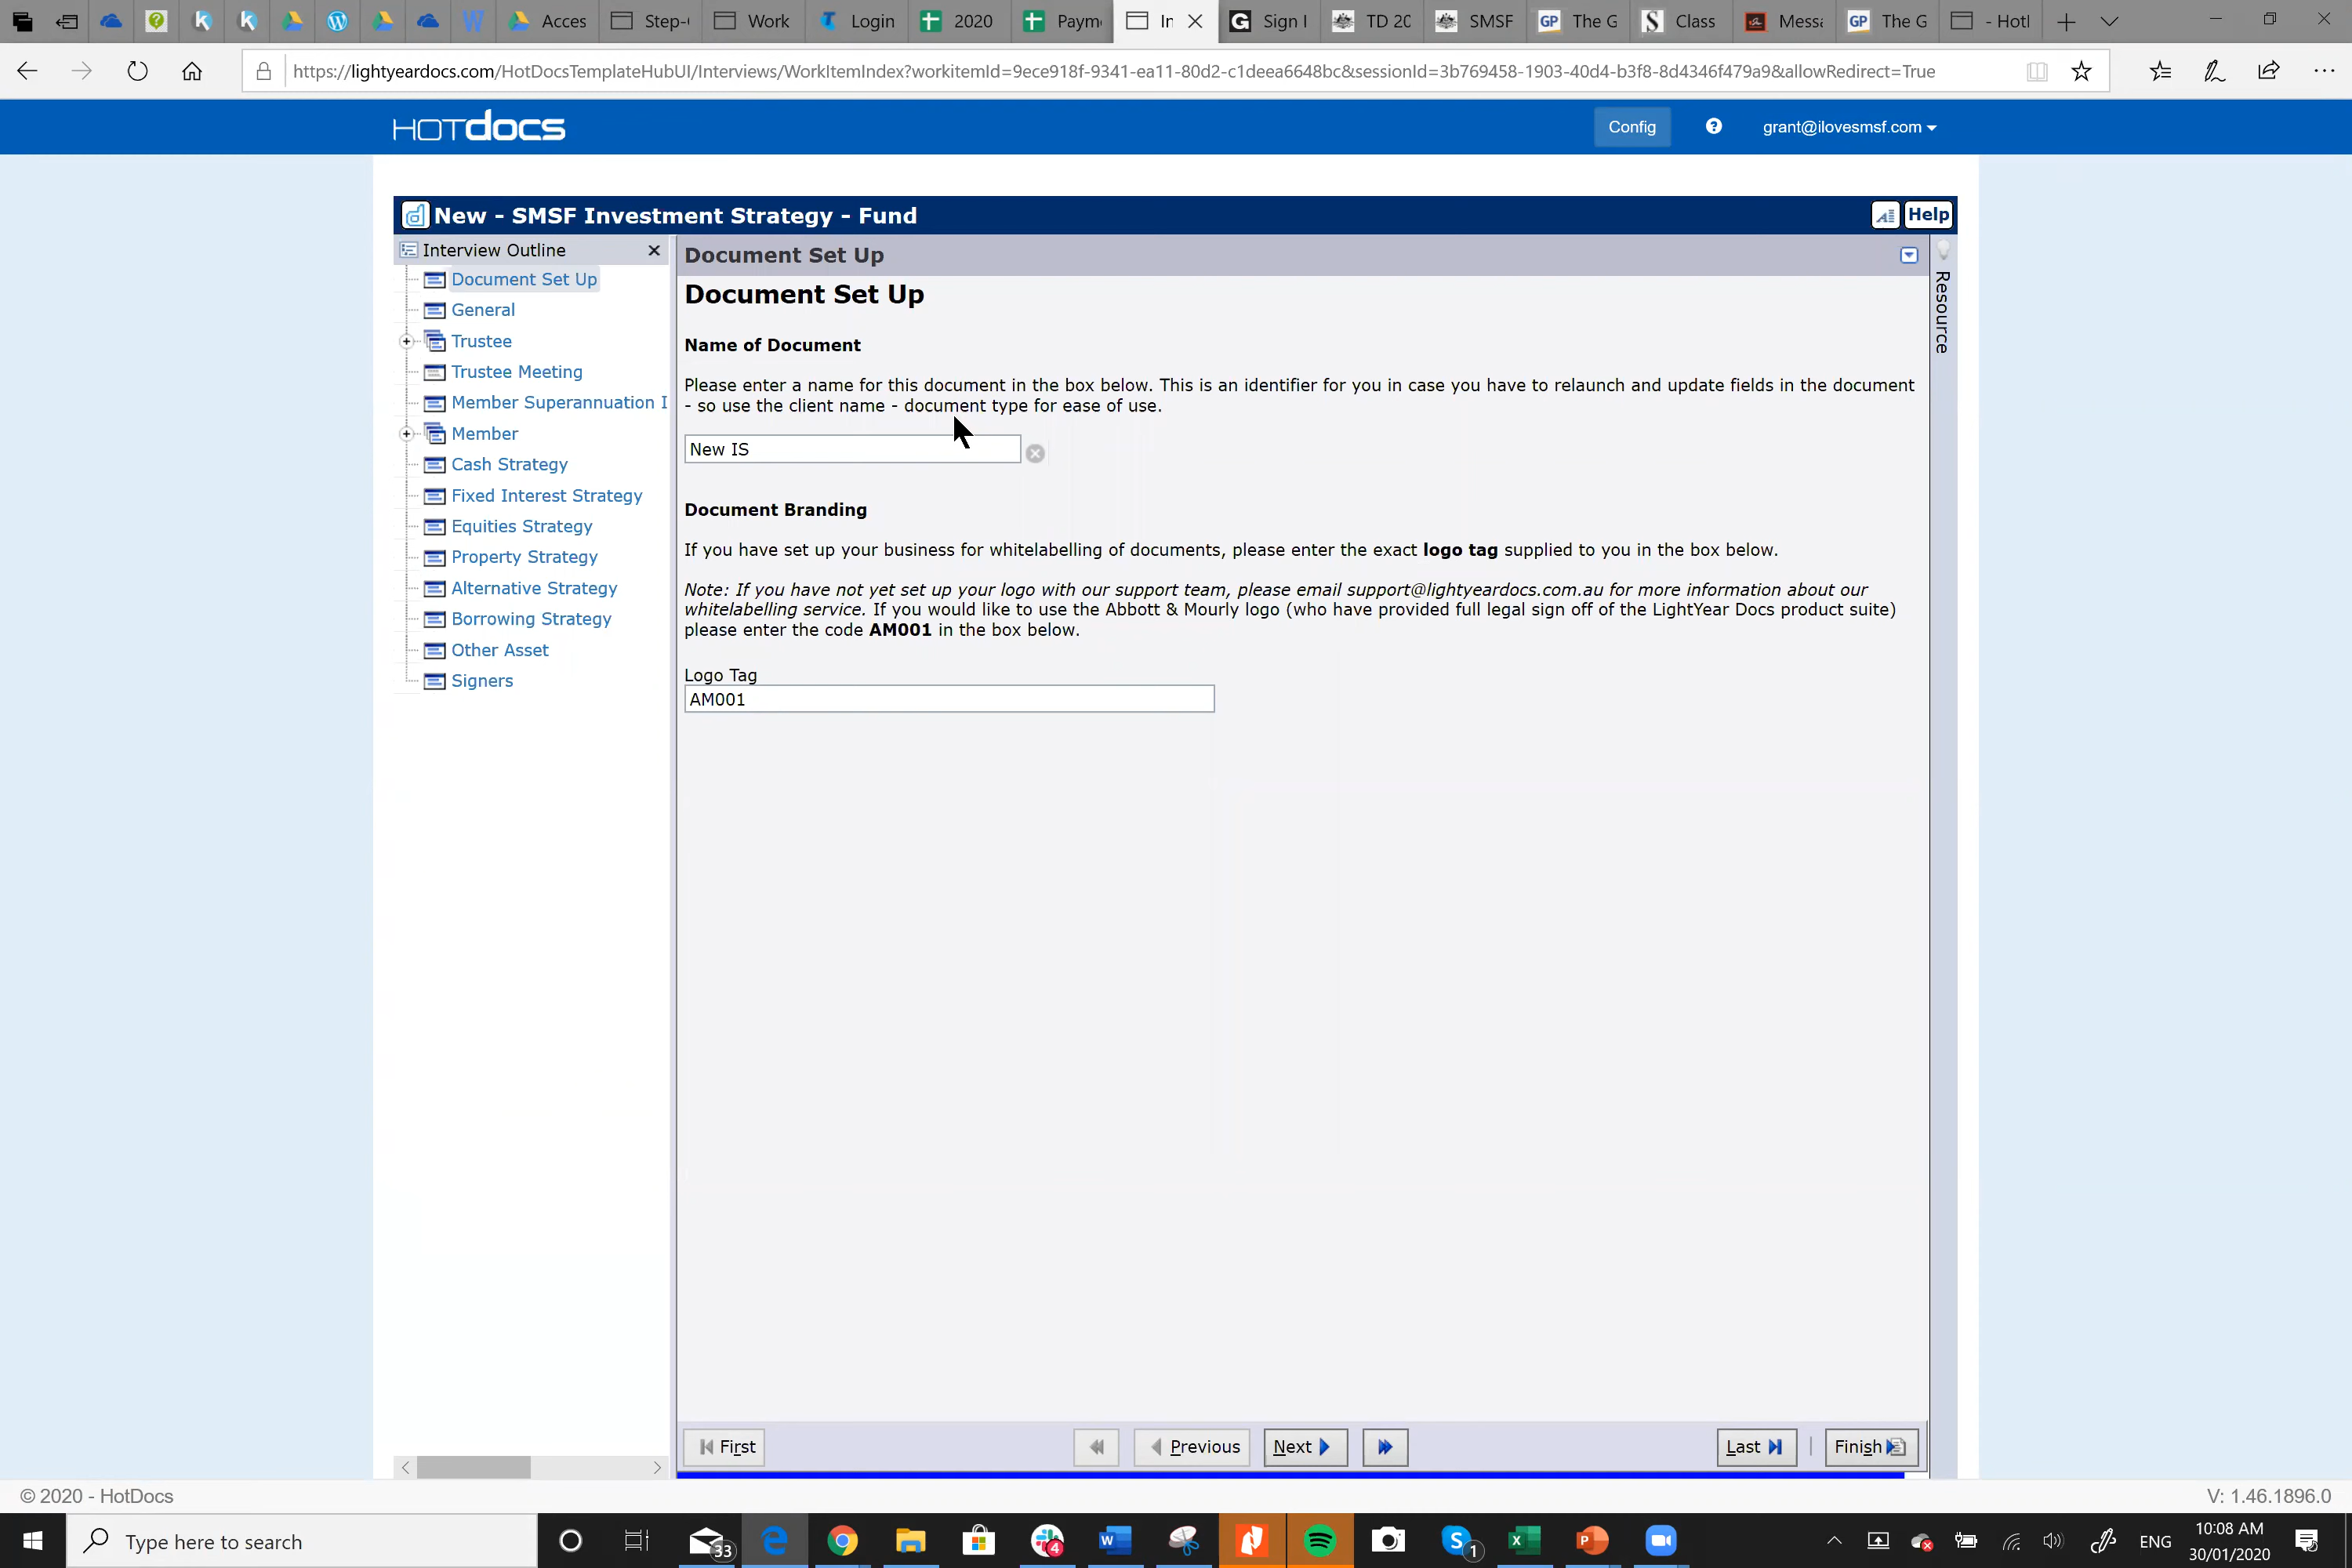 Acces
Step-
Work
Login
2020
Payme
In
Sign I
TD 20
SMSF
The G
Class
Messa
The G
- Hotl
https://lightyeardocs.com/HotDocsTemplateHubUI/Interviews/WorkItemIndex?workitemId=9ece918f-9341-ea11-80d2-c1deea6648bc&sessionId=3b769458-1903-40d4-b3f8-8d4346f479a9&allowRedirect=True
HOTdocs
Config
grant@ilovesmsf.com
New - SMSF Investment Strategy - Fund
Help
Interview Outline
Document Set Up
General
Trustee
Trustee Meeting
Member Superannuation I
Member
Cash Strategy
Fixed Interest Strategy
Equities Strategy
Property Strategy
Alternative Strategy
Borrowing Strategy
Other Asset
Signers
Document Set Up
Resource
Document Set Up
Name of Document
Please enter a name for this document in the box below. This is an identifier for you in case you have to relaunch and update fields in the document
- so use the client name - document type for ease of use.
New IS
Document Branding
If you have set up your business for whitelabelling of documents, please enter the exact logo tag supplied to you in the box below.
Note: If you have not yet set up your logo with our support team, please email support@lightyeardocs.com.au for more information about our
whitelabelling service. If you would like to use the Abbott & Mourly logo (who have provided full legal sign off of the LightYear Docs product suite)
please enter the code AM001 in the box below.
Logo Tag
AM001
First
Previous
Next
Last
Finish
© 2020 - HotDocs
V: 1.46.1896.0
Type here to search
33
4
1
ENG
10:08 AM
30/01/2020